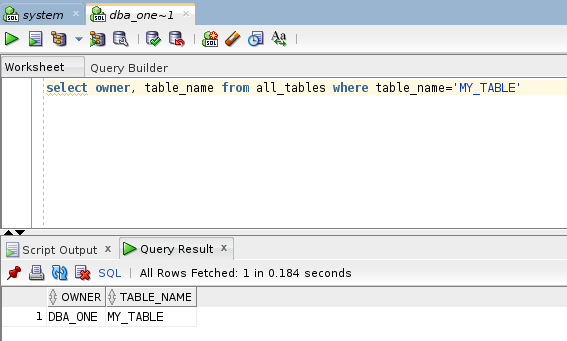 system dba_one~1
Worksheet Query Builder
select owner, table_name from all_tables where table_name='MY_TABLE'
Script Output x Query Result x
SQL All Rows Fetched: 1 in 0.184 seconds
OWNER TABLE_NAME
1 DBA_ONE MY_TABLE